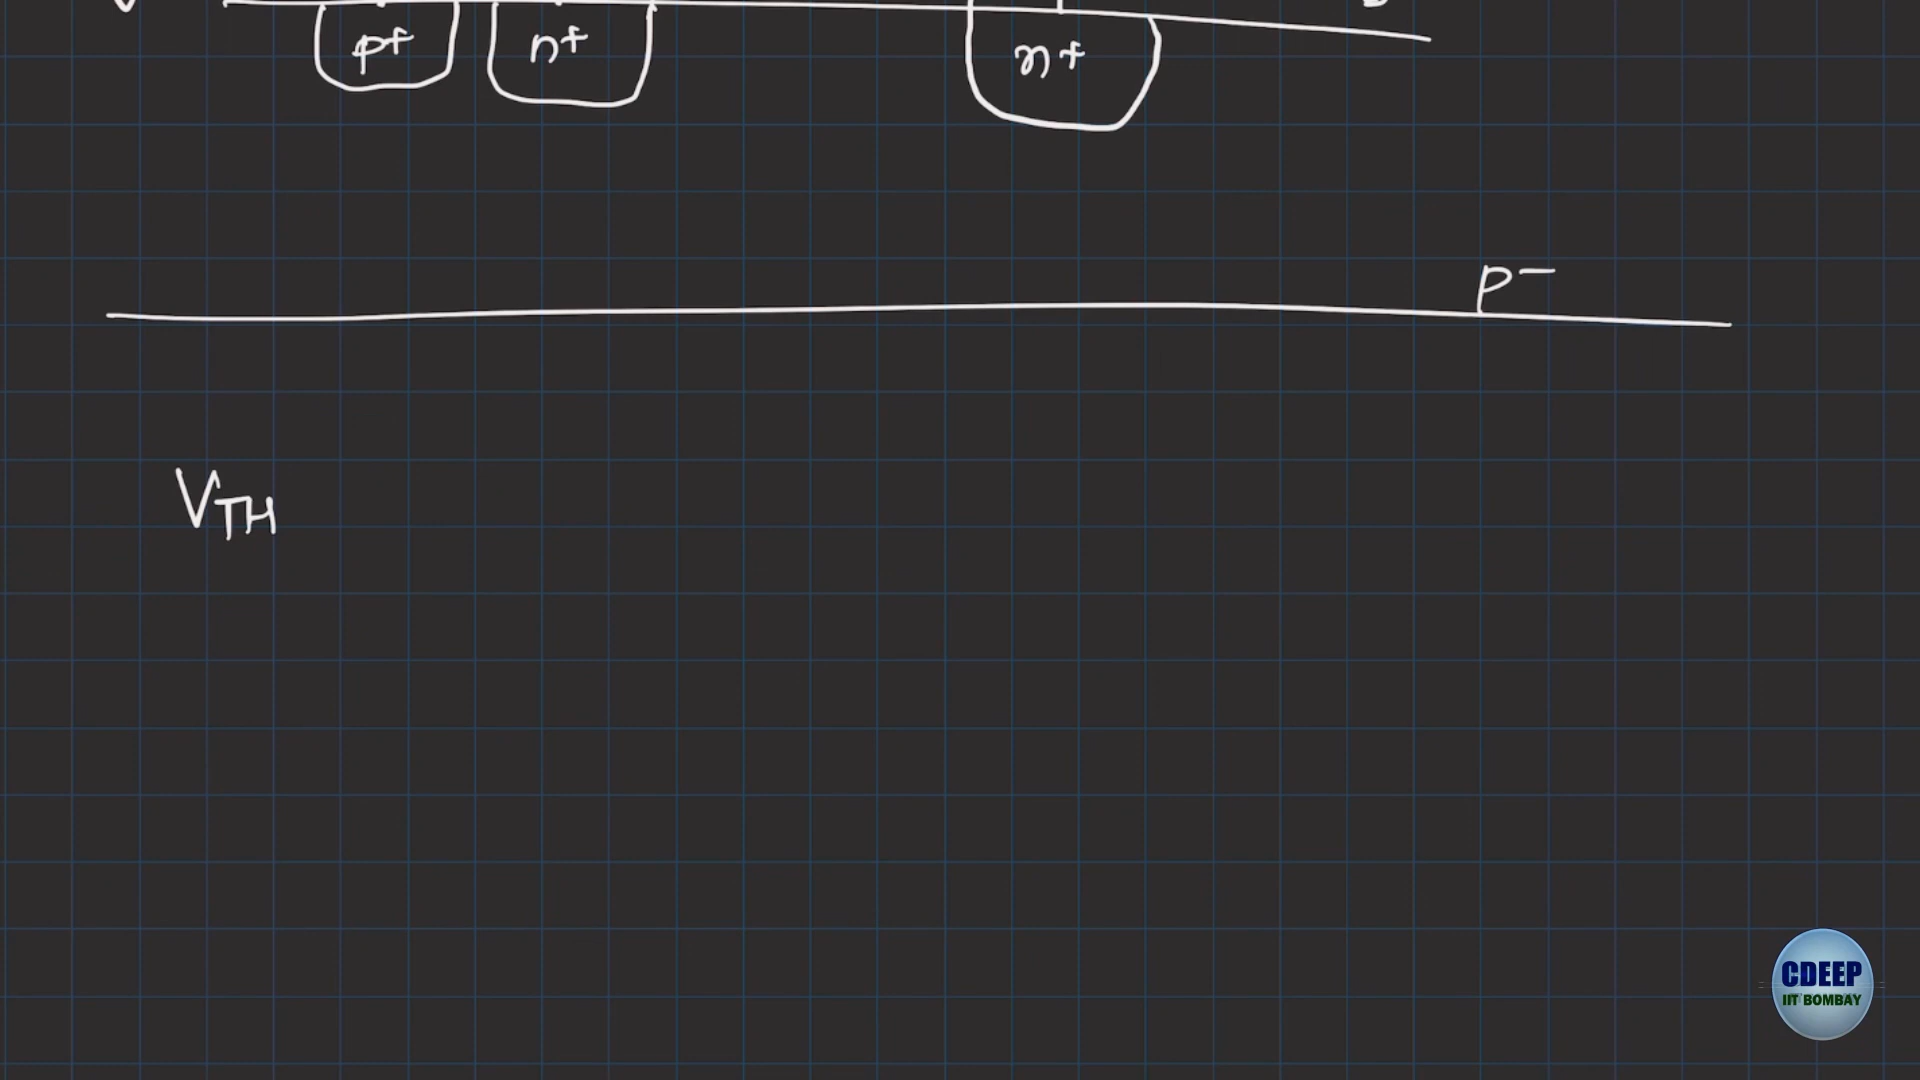 p+ n+ n+
p−
VTH
CDEEP
IIT BOMBAY